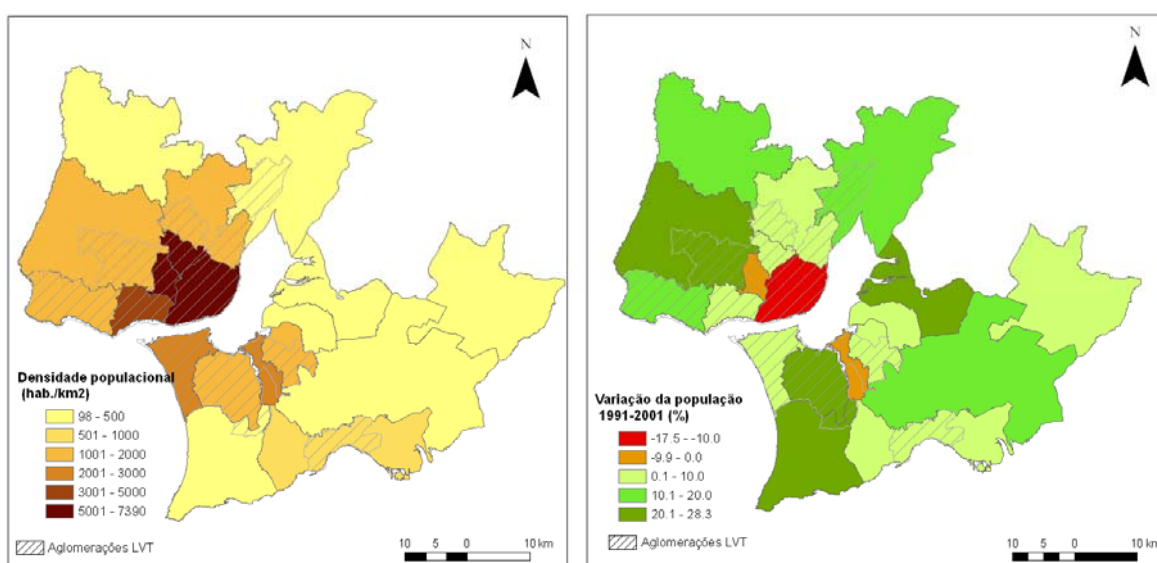 N
Densidade populacional
(hab./km2)
98 - 500
501 - 1000
1001 - 2000
2001 - 3000
3001 - 5000
5001 - 7390
Aglomerações LVT
10 5 0 10 km
N
Variação da população
1991-2001 (%)
-17.5 - -10.0
-9.9 - 0.0
0.1 - 10.0
10.1 - 20.0
20.1 - 28.3
Aglomerações LVT
10 5 0 10 km